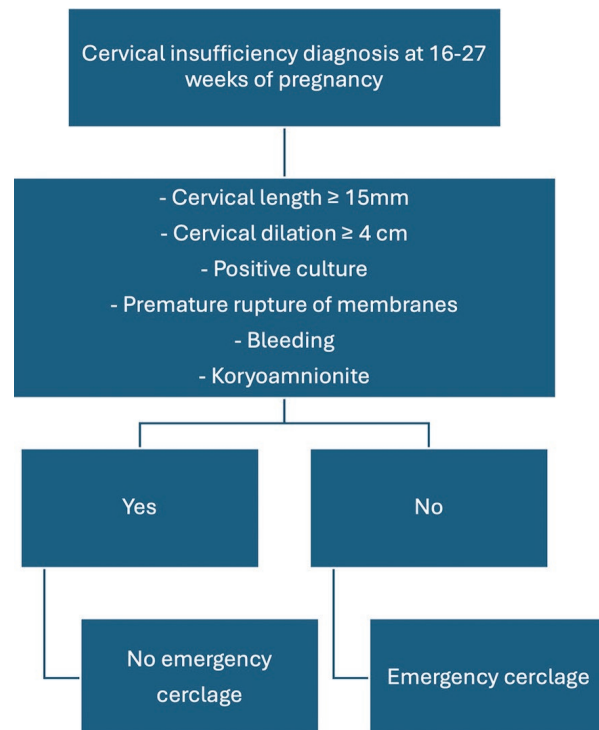 Cervical insufficiency diagnosis at 16-27
weeks of pregnancy
- Cervical length ≥ 15mm
- Cervical dilation ≥ 4 cm
- Positive culture
- Premature rupture of membranes
- Bleeding
- Koryoamnionite
Yes
No
No emergency
cerclage
Emergency cerclage